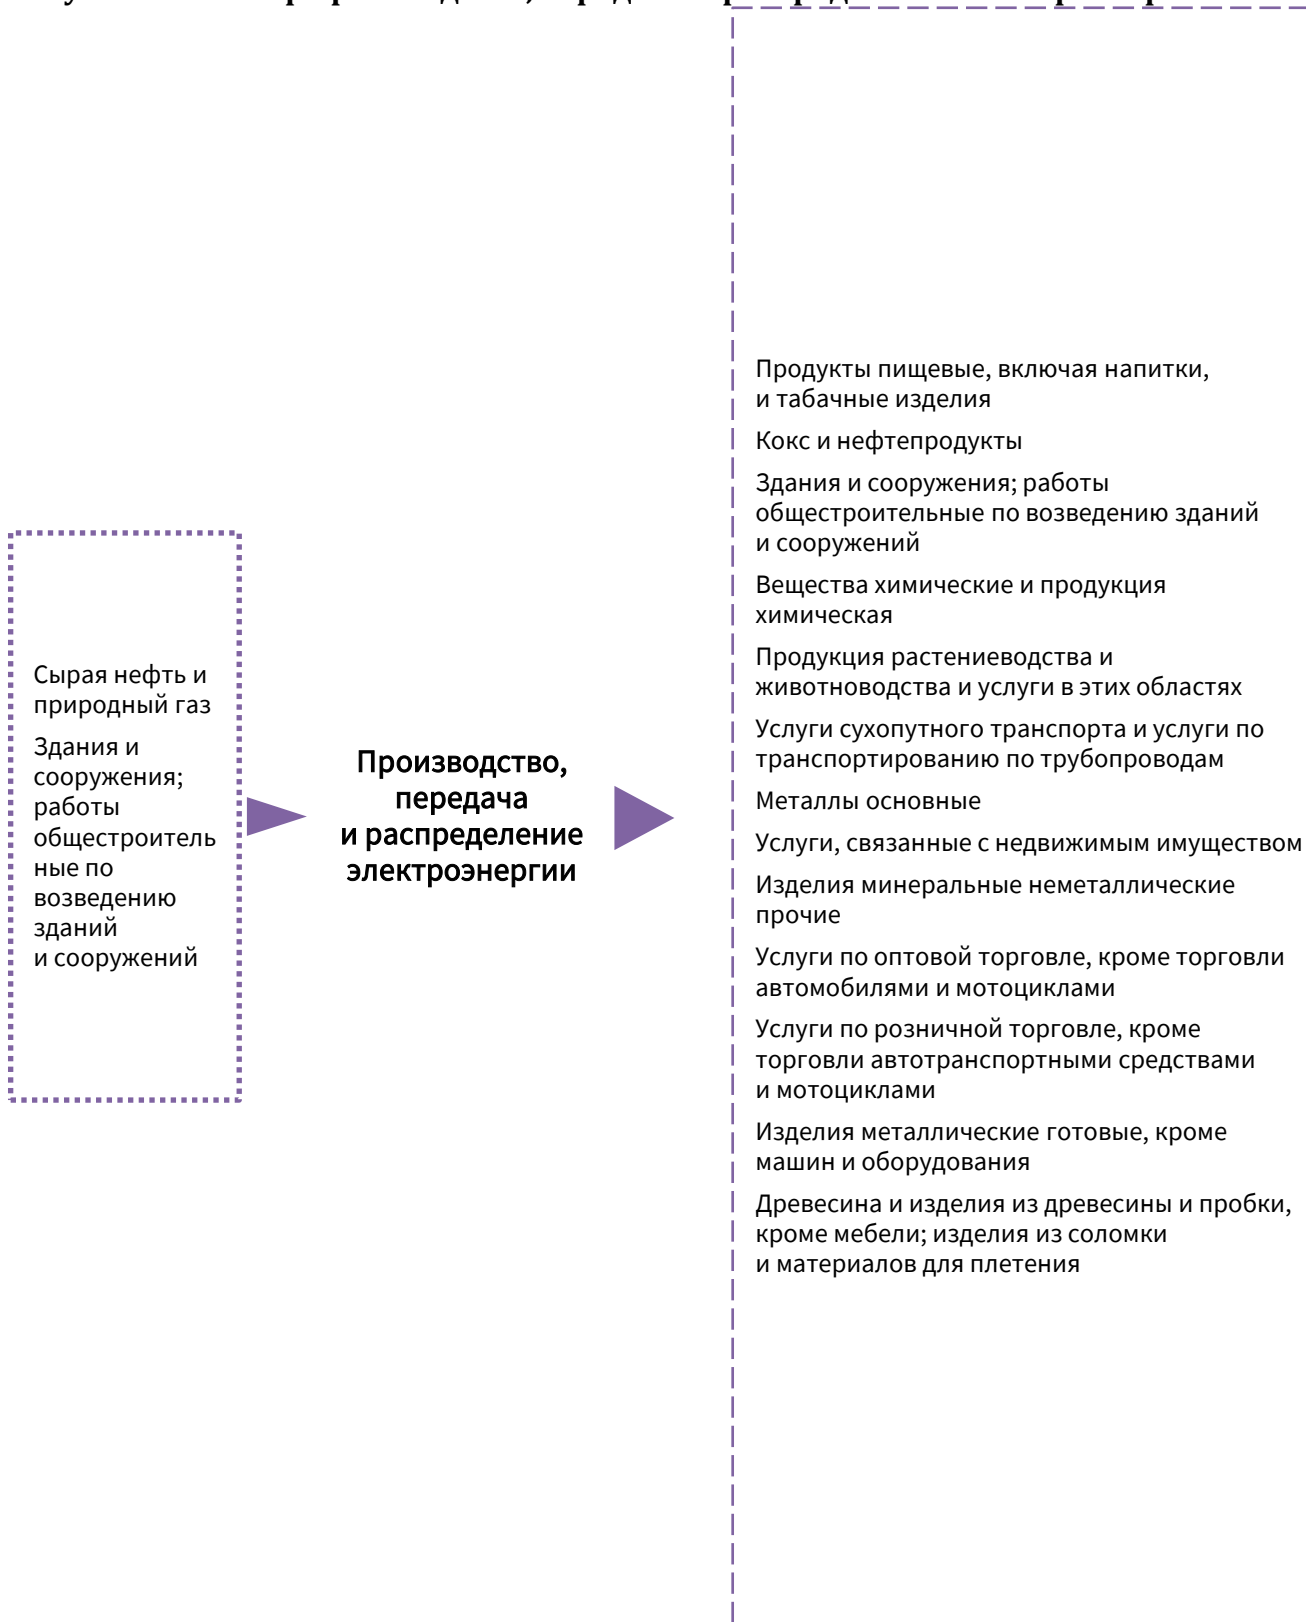 Сырая нефть и
природный газ
Здания и
сооружения;
работы
общестроитель
ные по
возведению
зданий
и сооружений
Производство,
передача
и распределение
электроэнергии
Продукты пищевые, включая напитки,
и табачные изделия
Кокс и нефтепродукты
Здания и сооружения; работы
общестроительные по возведению зданий
и сооружений
Вещества химические и продукция
химическая
Продукция растениеводства и
животноводства и услуги в этих областях
Услуги сухопутного транспорта и услуги по
транспортированию по трубопроводам
Металлы основные
Услуги, связанные с недвижимым имуществом
Изделия минеральные неметаллические
прочие
Услуги по оптовой торговле, кроме торговли
автомобилями и мотоциклами
Услуги по розничной торговле, кроме
торговли автотранспортными средствами
и мотоциклами
Изделия металлические готовые, кроме
машин и оборудования
Древесина и изделия из древесины и пробки,
кроме мебели; изделия из соломки
и материалов для плетения